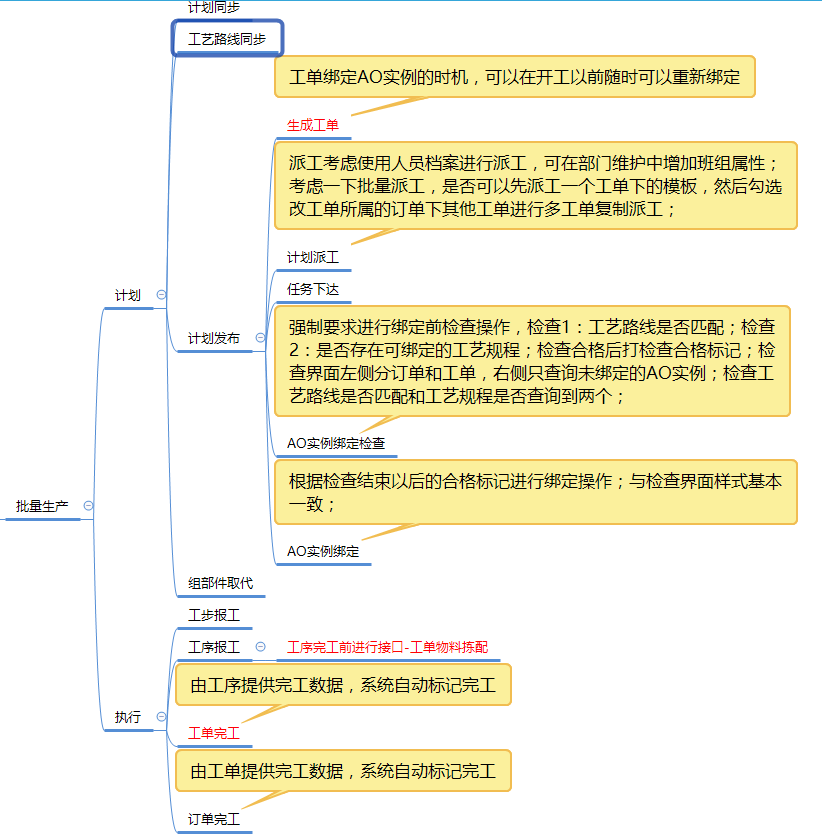 计划同步
工艺路线同步
工单绑定AO实例的时机，可以在开工以前随时可以重新绑定
生成工单
派工考虑使用人员档案进行派工，可在部门维护中增加班组属性；
考虑一下批量派工，是否可以先派工一个工单下的模板，然后勾选
改工单所属的订单下其他工单进行多工单复制派工；
计划派工
任务下达
计划
计划发布
强制要求进行绑定前检查操作，检查1：工艺路线是否匹配；检查
2：是否存在可绑定的工艺规程；检查合格后打检查合格标记；检
查界面左侧分订单和工单，右侧只查询未绑定的AO实例；检查工
艺路线是否匹配和工艺规程是否查询到两个；
AO实例绑定检查
根据检查结束以后的合格标记进行绑定操作；与检查界面样式基本
一致；
批量生产
AO实例绑定
组部件取代
工步报工
工序报工
工序完工前进行接口-工单物料拣配
由工序提供完工数据，系统自动标记完工
执行
工单完工
由工单提供完工数据，系统自动标记完工
订单完工